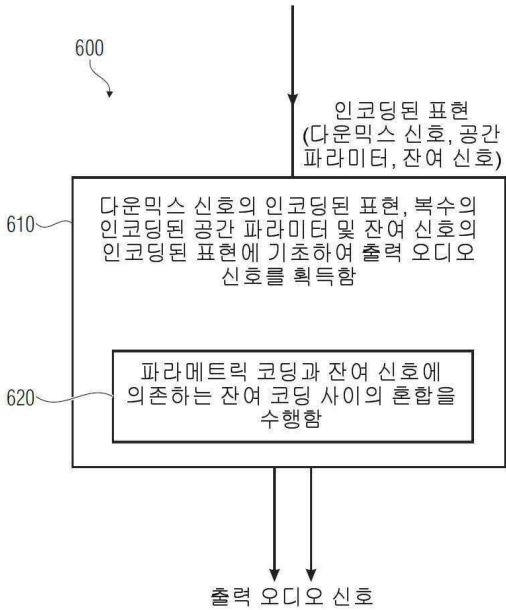 600
인코딩된 표현
(다운믹스 신호, 공간
파라미터, 잔여 신호)
610
다운믹스 신호의 인코딩된 표현, 복수의
인코딩된 공간 파라미터 및 잔여 신호의
인코딩된 표현에 기초하여 출력 오디오
신호를 획득함
620
파라메트릭 코딩과 잔여 신호에
의존하는 잔여 코딩 사이의 혼합을
수행함
출력 오디오 신호